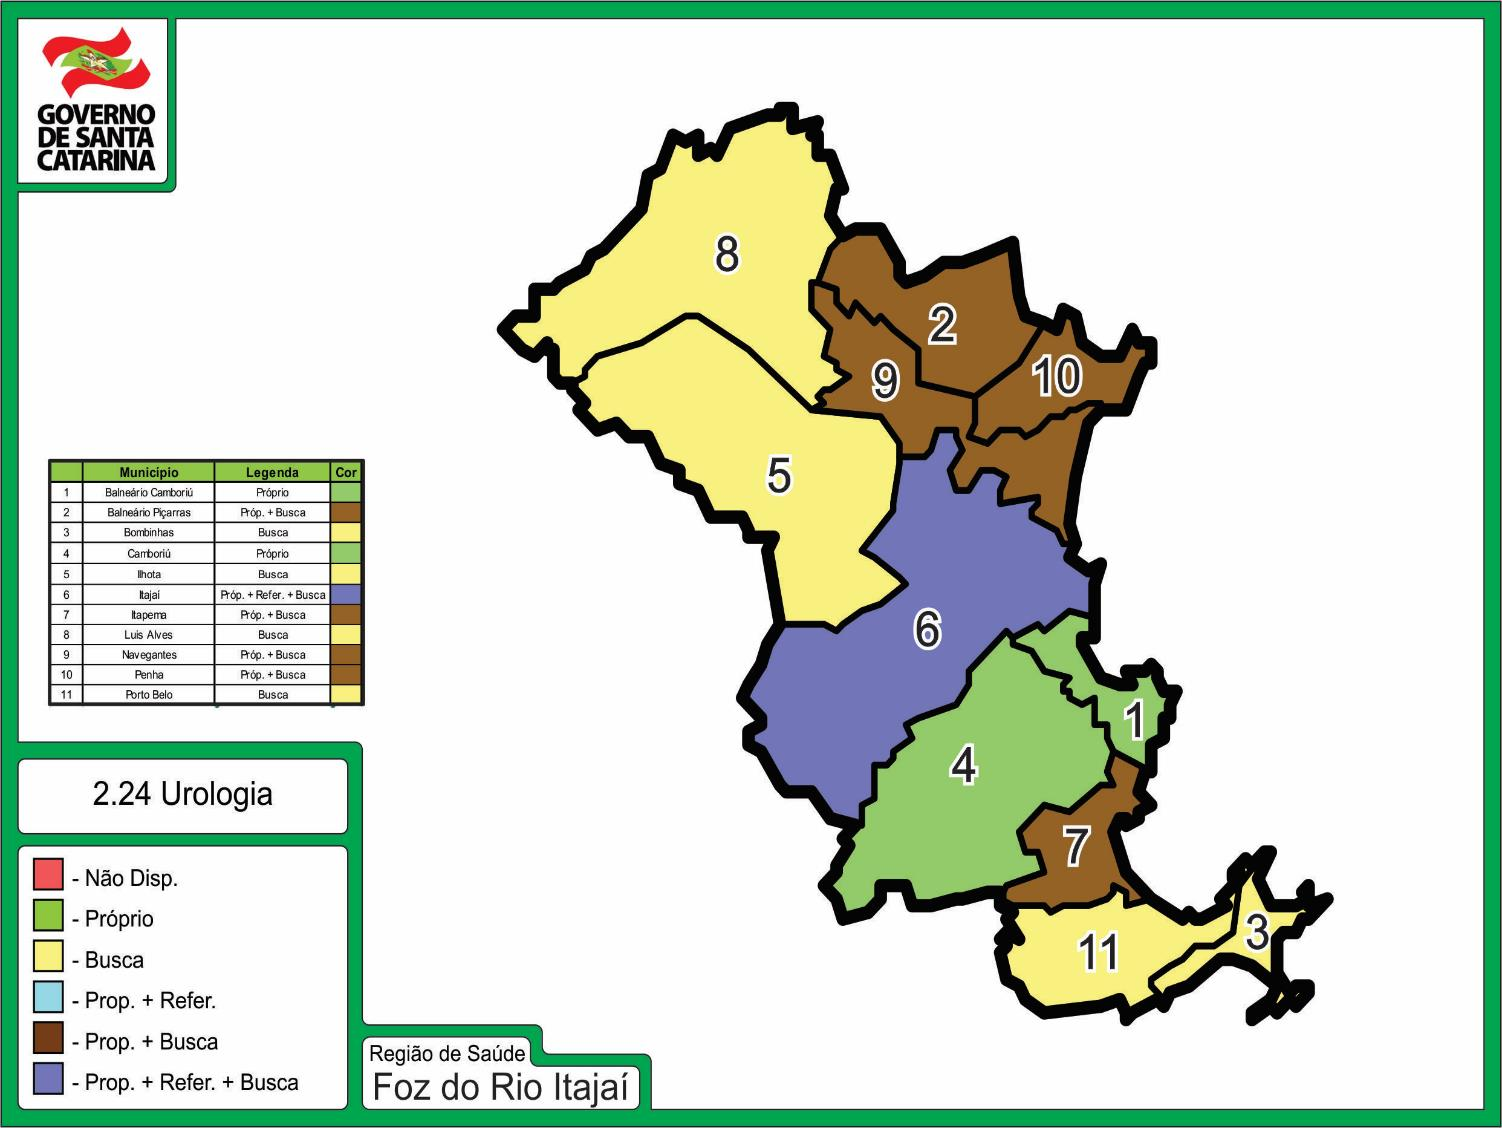 GOVERNO
DE SANTA
CATARINA
8
2
10
9
5
6
1
4
7
11
3
Município Legenda Cor
1 Balneário Camboriú Próprio
2 Balneário Piçarras Próp. + Busca
3 Bombinhas Busca
4 Camboriú Próprio
5 Ilhota Busca
6 Itajaí Próp. + Refer. + Busca
7 Itapema Próp. + Busca
8 Luis Alves Busca
9 Navegantes Próp. + Busca
10 Penha Próp. + Busca
11 Porto Belo Busca
2.24 Urologia
- Não Disp.
- Próprio
- Busca
- Prop. + Refer.
- Prop. + Busca
- Prop. + Refer. + Busca
Região de Saúde
Foz do Rio Itajaí